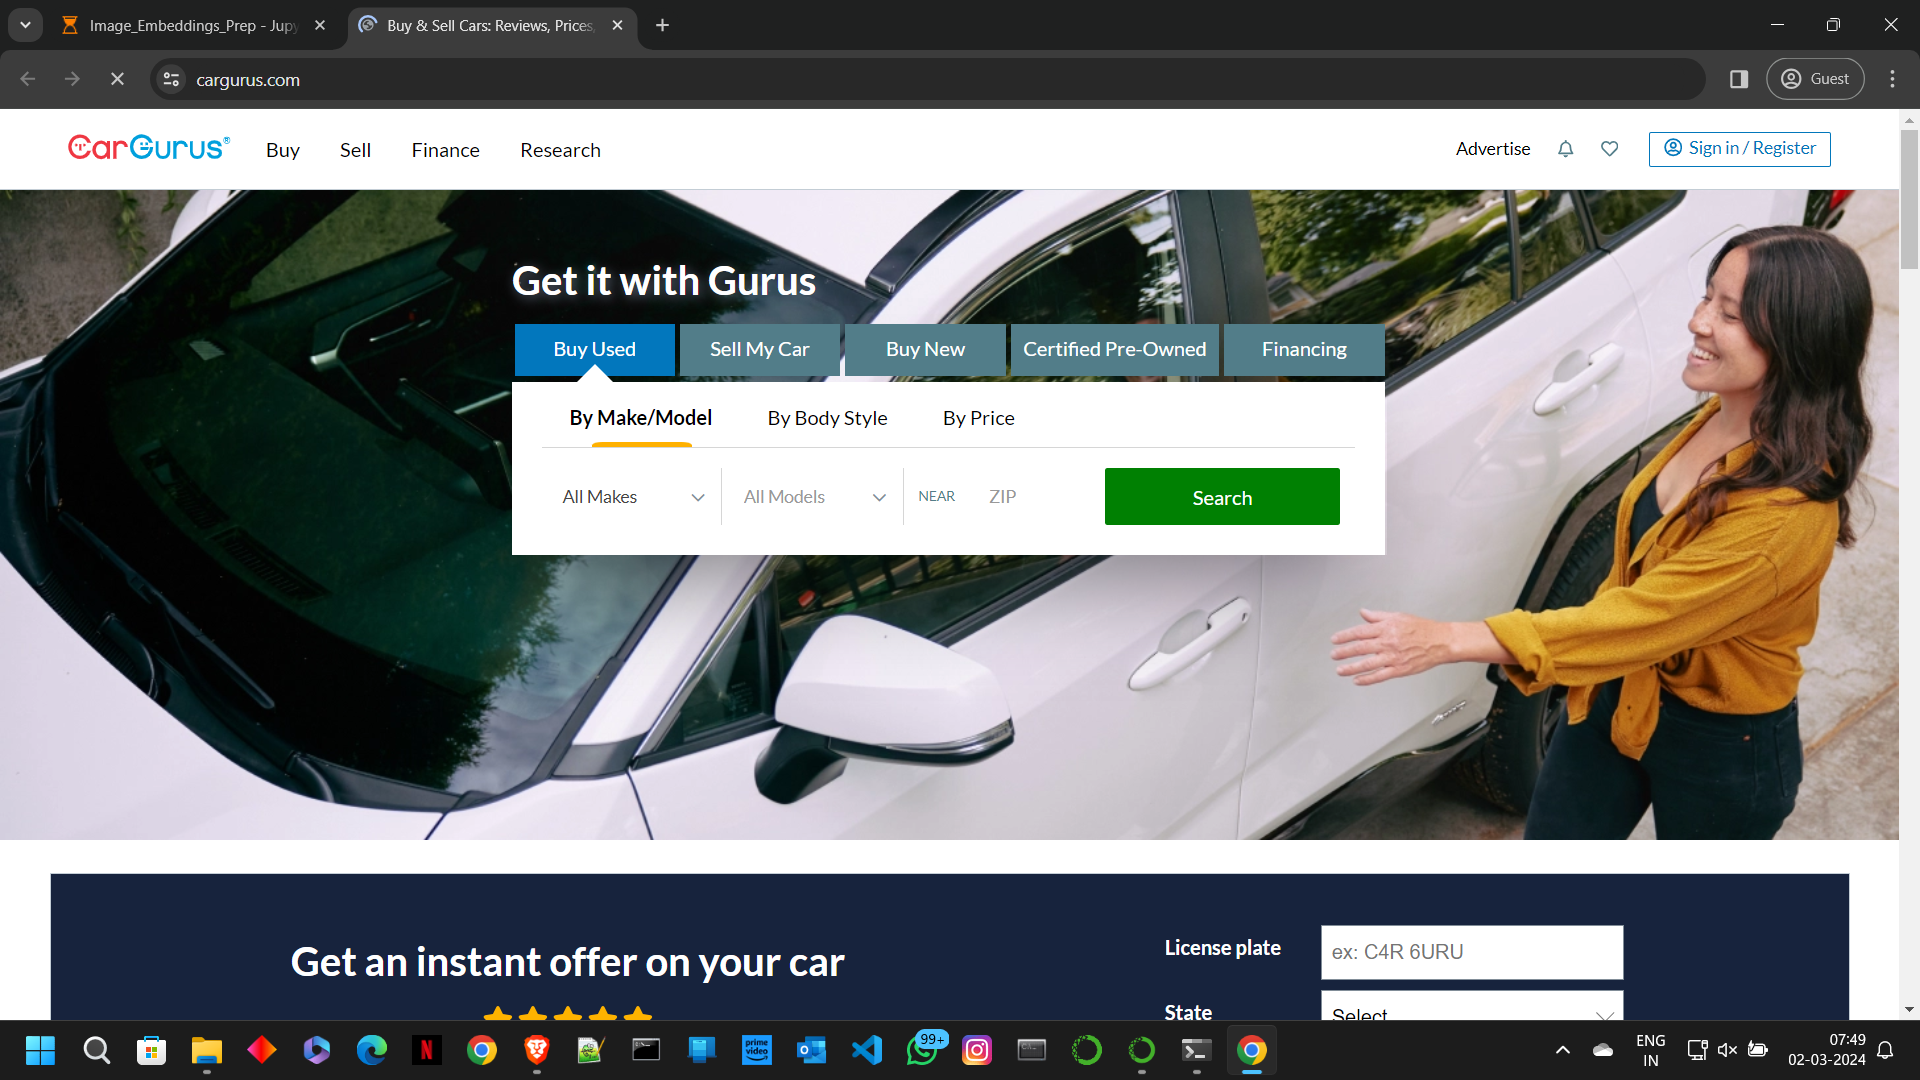 Image_Embeddings_Prep - Jupy
Buy & Sell Cars: Reviews, Prices,
cargurus.com
Guest
CarGurus®
Buy
Sell
Finance
Research
Advertise
Sign in / Register
Get it with Gurus
Buy Used
Sell My Car
Buy New
Certified Pre-Owned
Financing
By Make/Model
By Body Style
By Price
All Makes
All Models
NEAR
ZIP
Search
Get an instant offer on your car
License plate
ex: C4R 6URU
State
Select
N
prime video
99+
ENG
IN
07:49
02-03-2024